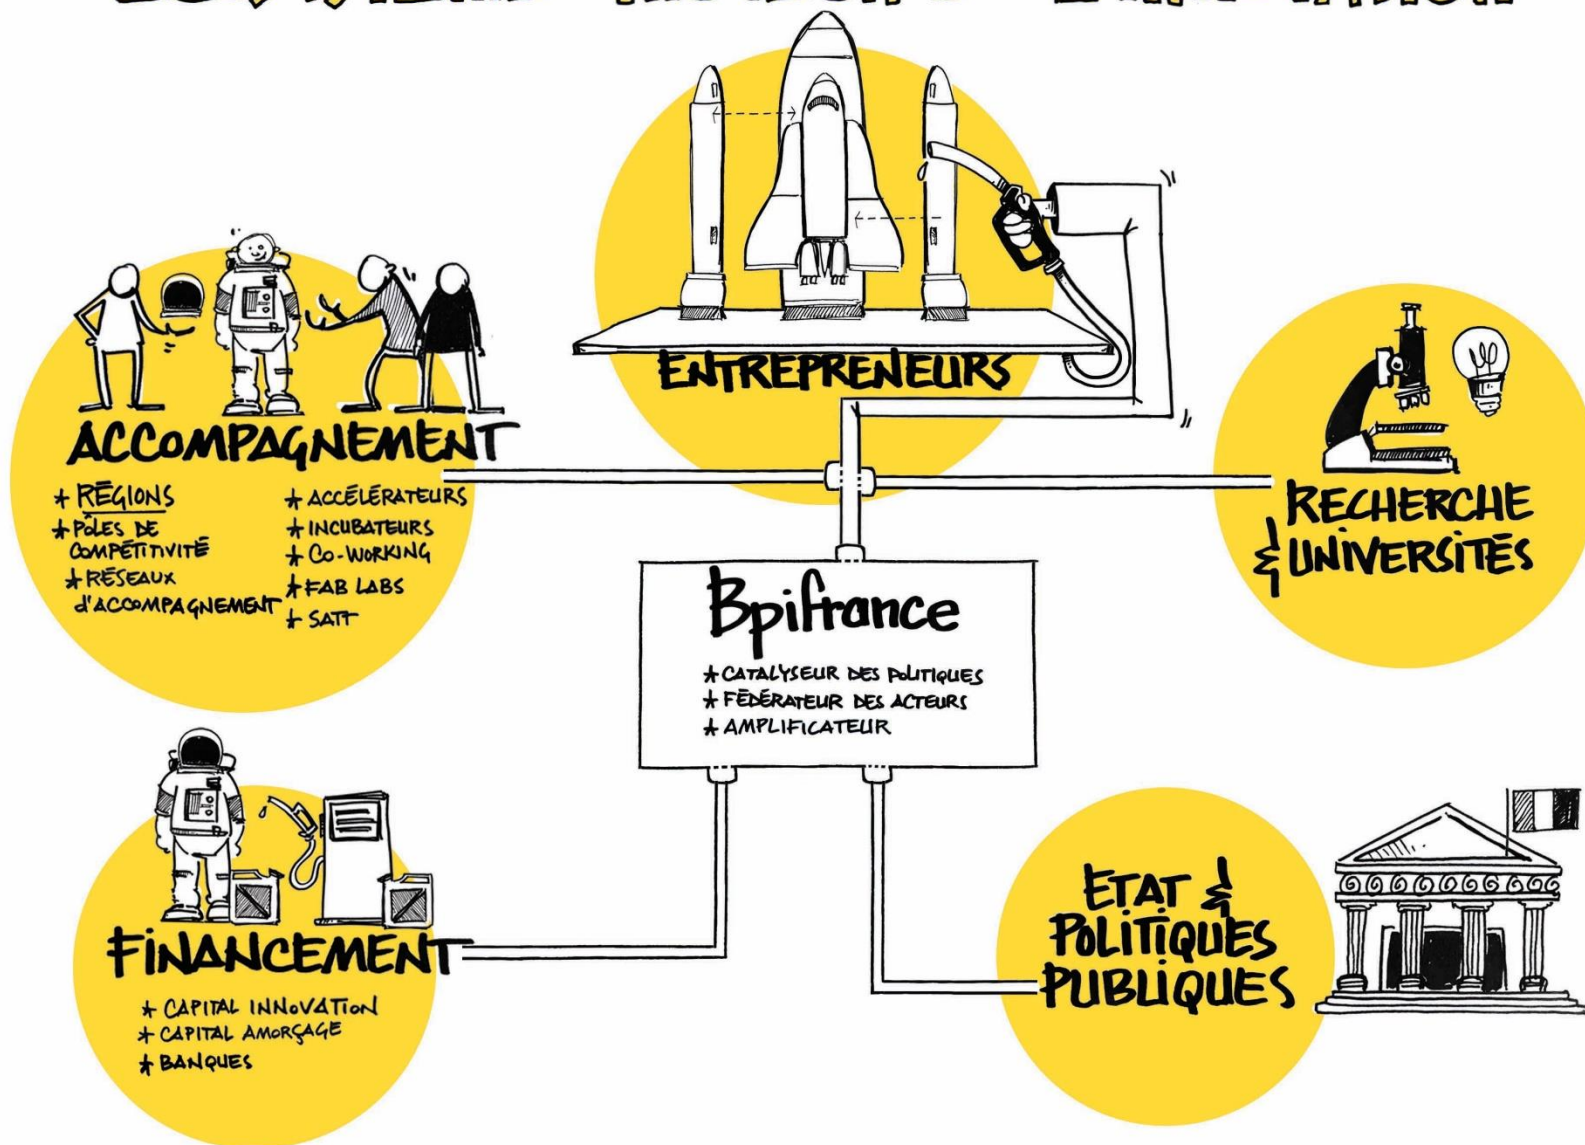 ENTREPRENEURS
ACCOMPAGNEMENT
* RÉGIONS
* PÔLES DE
COMPÉTITIVITÉ
* RÉSEAUX
d'ACCOMPAGNEMENT
* ACCÉLÉRATEURS
* INCUBATEURS
* CO-WORKING
* FAB LABS
* SATT
RECHERCHE
& UNIVERSITÉS
Bpifrance
* CATALYSEUR DES POLITIQUES
* FÉDÉRATEUR DES ACTEURS
* AMPLIFICATEUR
FINANCEMENT
* CAPITAL INNOVATION
* CAPITAL AMORÇAGE
* BANQUES
ETAT &
POLITIQUES
PUBLIQUES